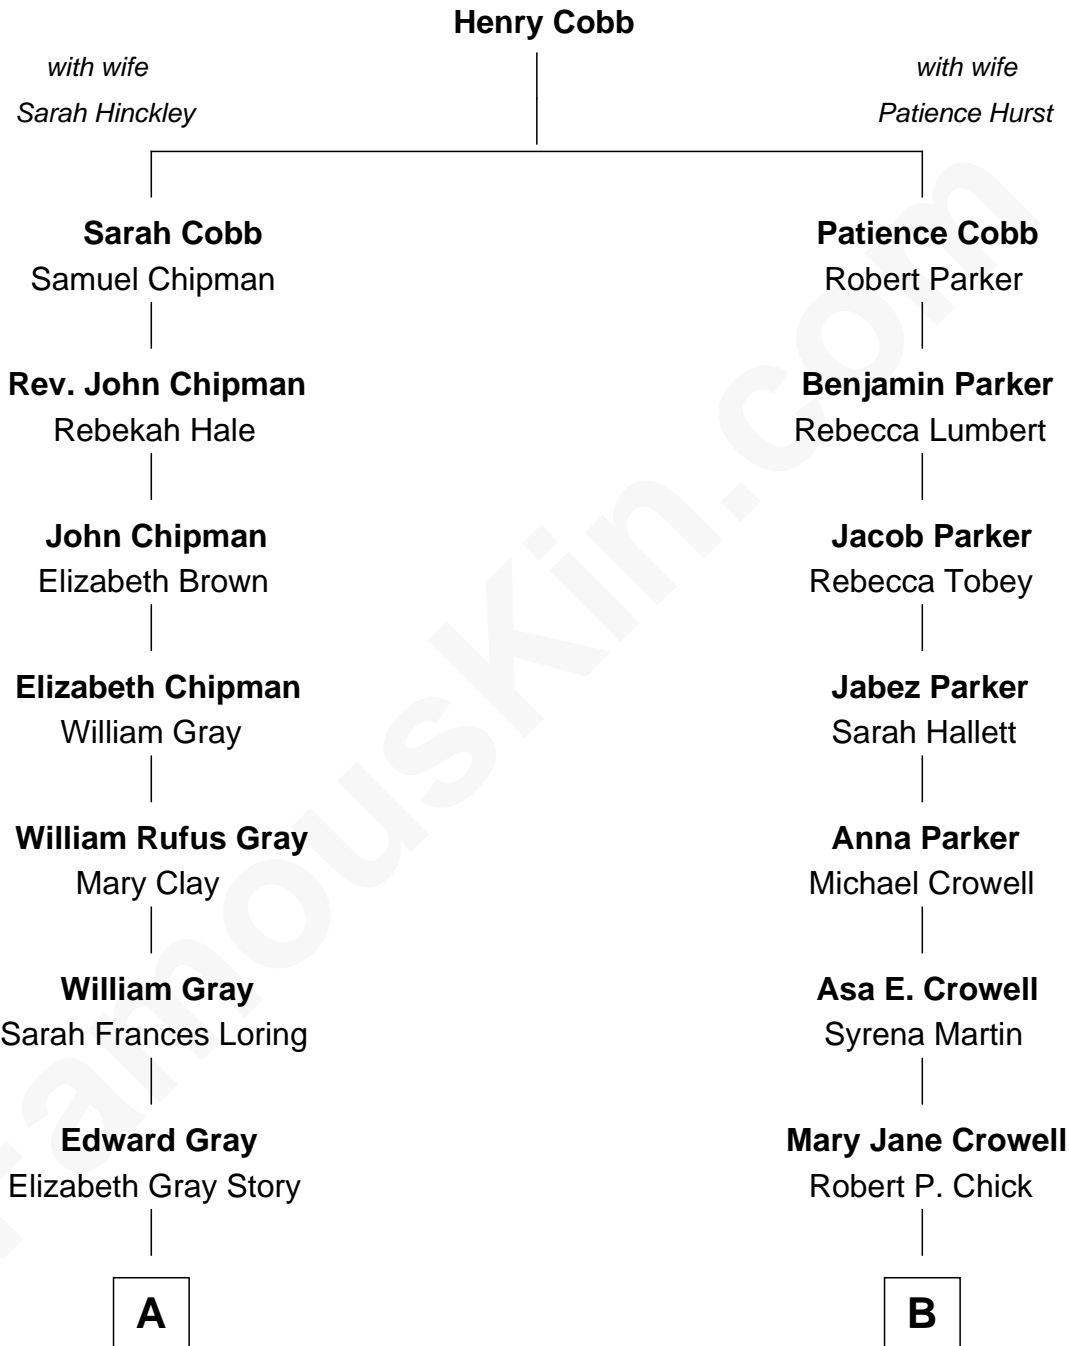 Henry Cobb
with wife
Sarah Hinckley
with wife
Patience Hurst
Sarah Cobb
Samuel Chipman
Patience Cobb
Robert Parker
Rev. John Chipman
Rebekah Hale
Benjamin Parker
Rebecca Lumbert
John Chipman
Elizabeth Brown
Jacob Parker
Rebecca Tobey
Elizabeth Chipman
William Gray
Jabez Parker
Sarah Hallett
William Rufus Gray
Mary Clay
Anna Parker
Michael Crowell
William Gray
Sarah Frances Loring
Asa E. Crowell
Syrena Martin
Edward Gray
Elizabeth Gray Story
Mary Jane Crowell
Robert P. Chick
A
B
FamousKin.com